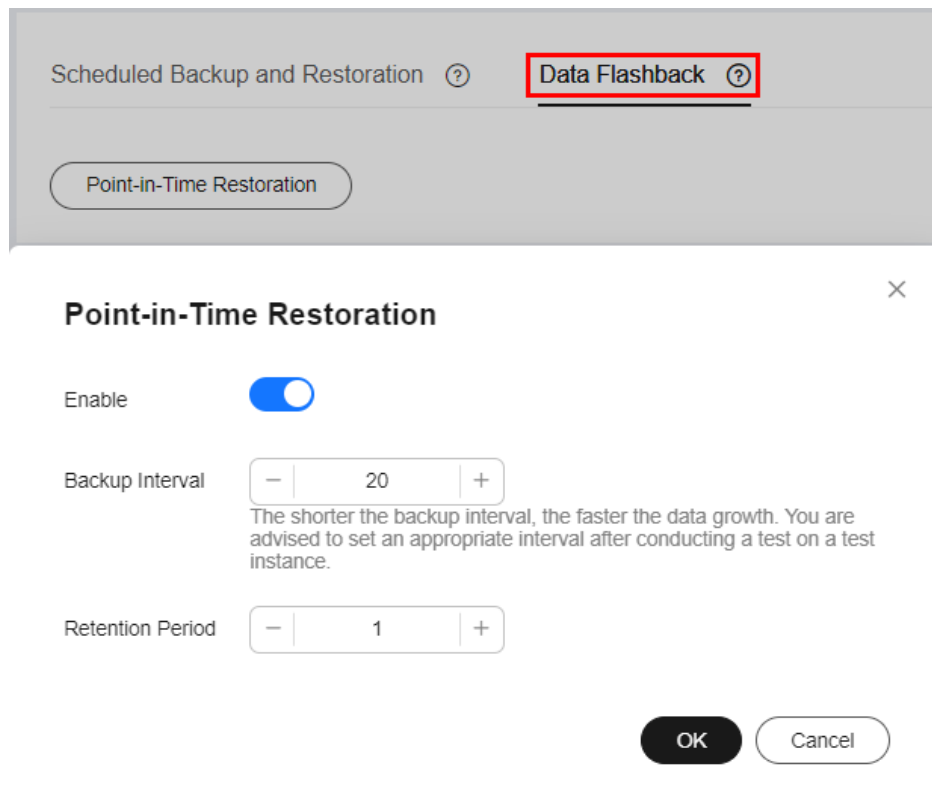 Scheduled Backup and Restoration ? Data Flashback ?
Point-in-Time Restoration
Point-in-Time Restoration
Enable
Backup Interval − 20 +
The shorter the backup interval, the faster the data growth. You are
advised to set an appropriate interval after conducting a test on a test
instance.
Retention Period − 1 +
OK Cancel